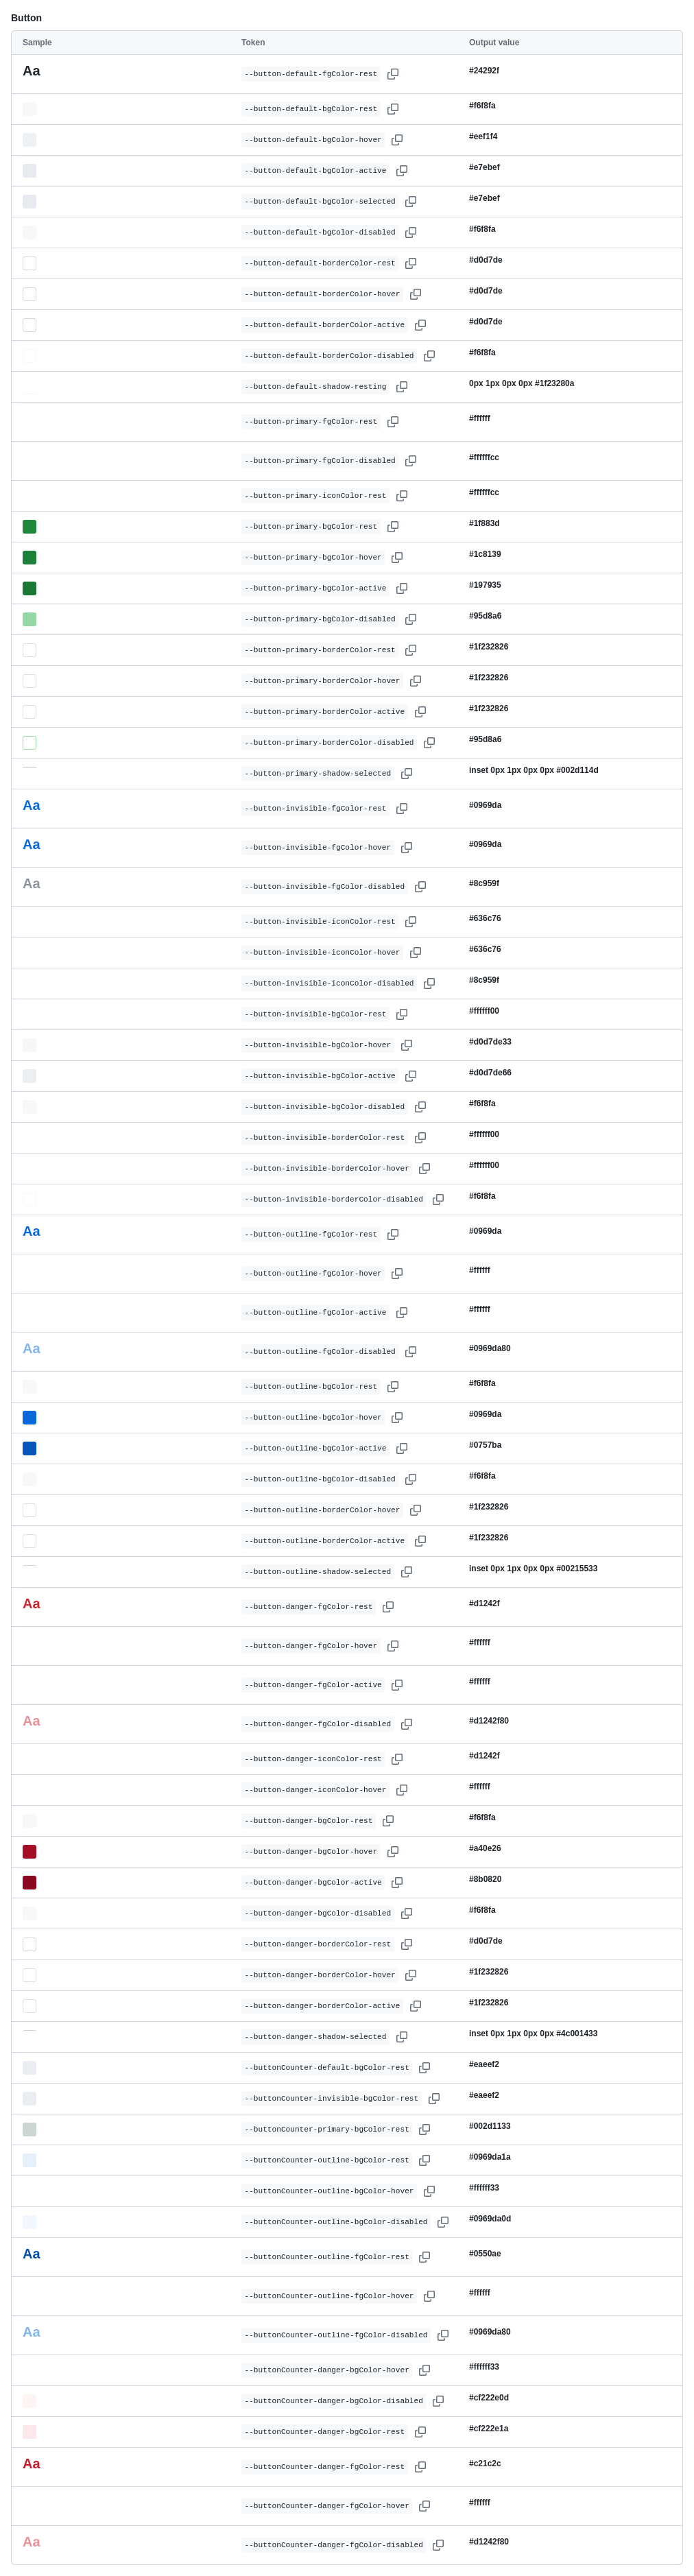 Button
Sample Token Output value
Aa --button-default-fgColor-rest #24292f
--button-default-bgColor-rest #f6f8fa
--button-default-bgColor-hover #eef1f4
--button-default-bgColor-active #e7ebef
--button-default-bgColor-selected #e7ebef
--button-default-bgColor-disabled #f6f8fa
--button-default-borderColor-rest #d0d7de
--button-default-borderColor-hover #d0d7de
--button-default-borderColor-active #d0d7de
--button-default-borderColor-disabled #f6f8fa
--button-default-shadow-resting 0px 1px 0px 0px #1f23280a
--button-primary-fgColor-rest #ffffff
--button-primary-fgColor-disabled #ffffffcc
--button-primary-iconColor-rest #ffffffcc
--button-primary-bgColor-rest #1f883d
--button-primary-bgColor-hover #1c8139
--button-primary-bgColor-active #197935
--button-primary-bgColor-disabled #95d8a6
--button-primary-borderColor-rest #1f232826
--button-primary-borderColor-hover #1f232826
--button-primary-borderColor-active #1f232826
--button-primary-borderColor-disabled #95d8a6
--button-primary-shadow-selected inset 0px 1px 0px 0px #002d114d
Aa --button-invisible-fgColor-rest #0969da
Aa --button-invisible-fgColor-hover #0969da
Aa --button-invisible-fgColor-disabled #8c959f
--button-invisible-iconColor-rest #636c76
--button-invisible-iconColor-hover #636c76
--button-invisible-iconColor-disabled #8c959f
--button-invisible-bgColor-rest #ffffff00
--button-invisible-bgColor-hover #d0d7de33
--button-invisible-bgColor-active #d0d7de66
--button-invisible-bgColor-disabled #f6f8fa
--button-invisible-borderColor-rest #ffffff00
--button-invisible-borderColor-hover #ffffff00
--button-invisible-borderColor-disabled #f6f8fa
Aa --button-outline-fgColor-rest #0969da
--button-outline-fgColor-hover #ffffff
--button-outline-fgColor-active #ffffff
Aa --button-outline-fgColor-disabled #0969da80
--button-outline-bgColor-rest #f6f8fa
--button-outline-bgColor-hover #0969da
--button-outline-bgColor-active #0757ba
--button-outline-bgColor-disabled #f6f8fa
--button-outline-borderColor-hover #1f232826
--button-outline-borderColor-active #1f232826
--button-outline-shadow-selected inset 0px 1px 0px 0px #00215533
Aa --button-danger-fgColor-rest #d1242f
--button-danger-fgColor-hover #ffffff
--button-danger-fgColor-active #ffffff
Aa --button-danger-fgColor-disabled #d1242f80
--button-danger-iconColor-rest #d1242f
--button-danger-iconColor-hover #ffffff
--button-danger-bgColor-rest #f6f8fa
--button-danger-bgColor-hover #a40e26
--button-danger-bgColor-active #8b0820
--button-danger-bgColor-disabled #f6f8fa
--button-danger-borderColor-rest #d0d7de
--button-danger-borderColor-hover #1f232826
--button-danger-borderColor-active #1f232826
--button-danger-shadow-selected inset 0px 1px 0px 0px #4c001433
--buttonCounter-default-bgColor-rest #eaeef2
--buttonCounter-invisible-bgColor-rest #eaeef2
--buttonCounter-primary-bgColor-rest #002d1133
--buttonCounter-outline-bgColor-rest #0969da1a
--buttonCounter-outline-bgColor-hover #ffffff33
--buttonCounter-outline-bgColor-disabled #0969da0d
Aa --buttonCounter-outline-fgColor-rest #0550ae
--buttonCounter-outline-fgColor-hover #ffffff
Aa --buttonCounter-outline-fgColor-disabled #0969da80
--buttonCounter-danger-bgColor-hover #ffffff33
--buttonCounter-danger-bgColor-disabled #cf222e0d
--buttonCounter-danger-bgColor-rest #cf222e1a
Aa --buttonCounter-danger-fgColor-rest #c21c2c
--buttonCounter-danger-fgColor-hover #ffffff
Aa --buttonCounter-danger-fgColor-disabled #d1242f80